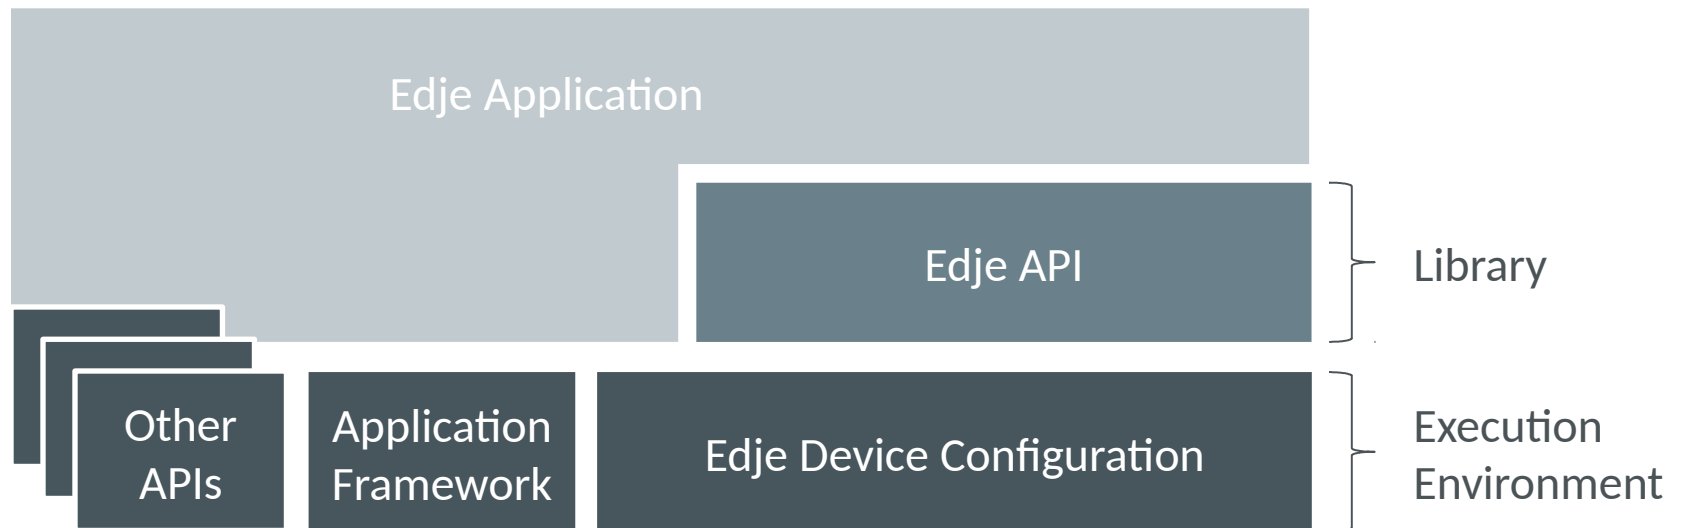 Edje Application
Edje API
Library
Other
APIs
Application
Framework
Edje Device Configuration
Execution
Environment